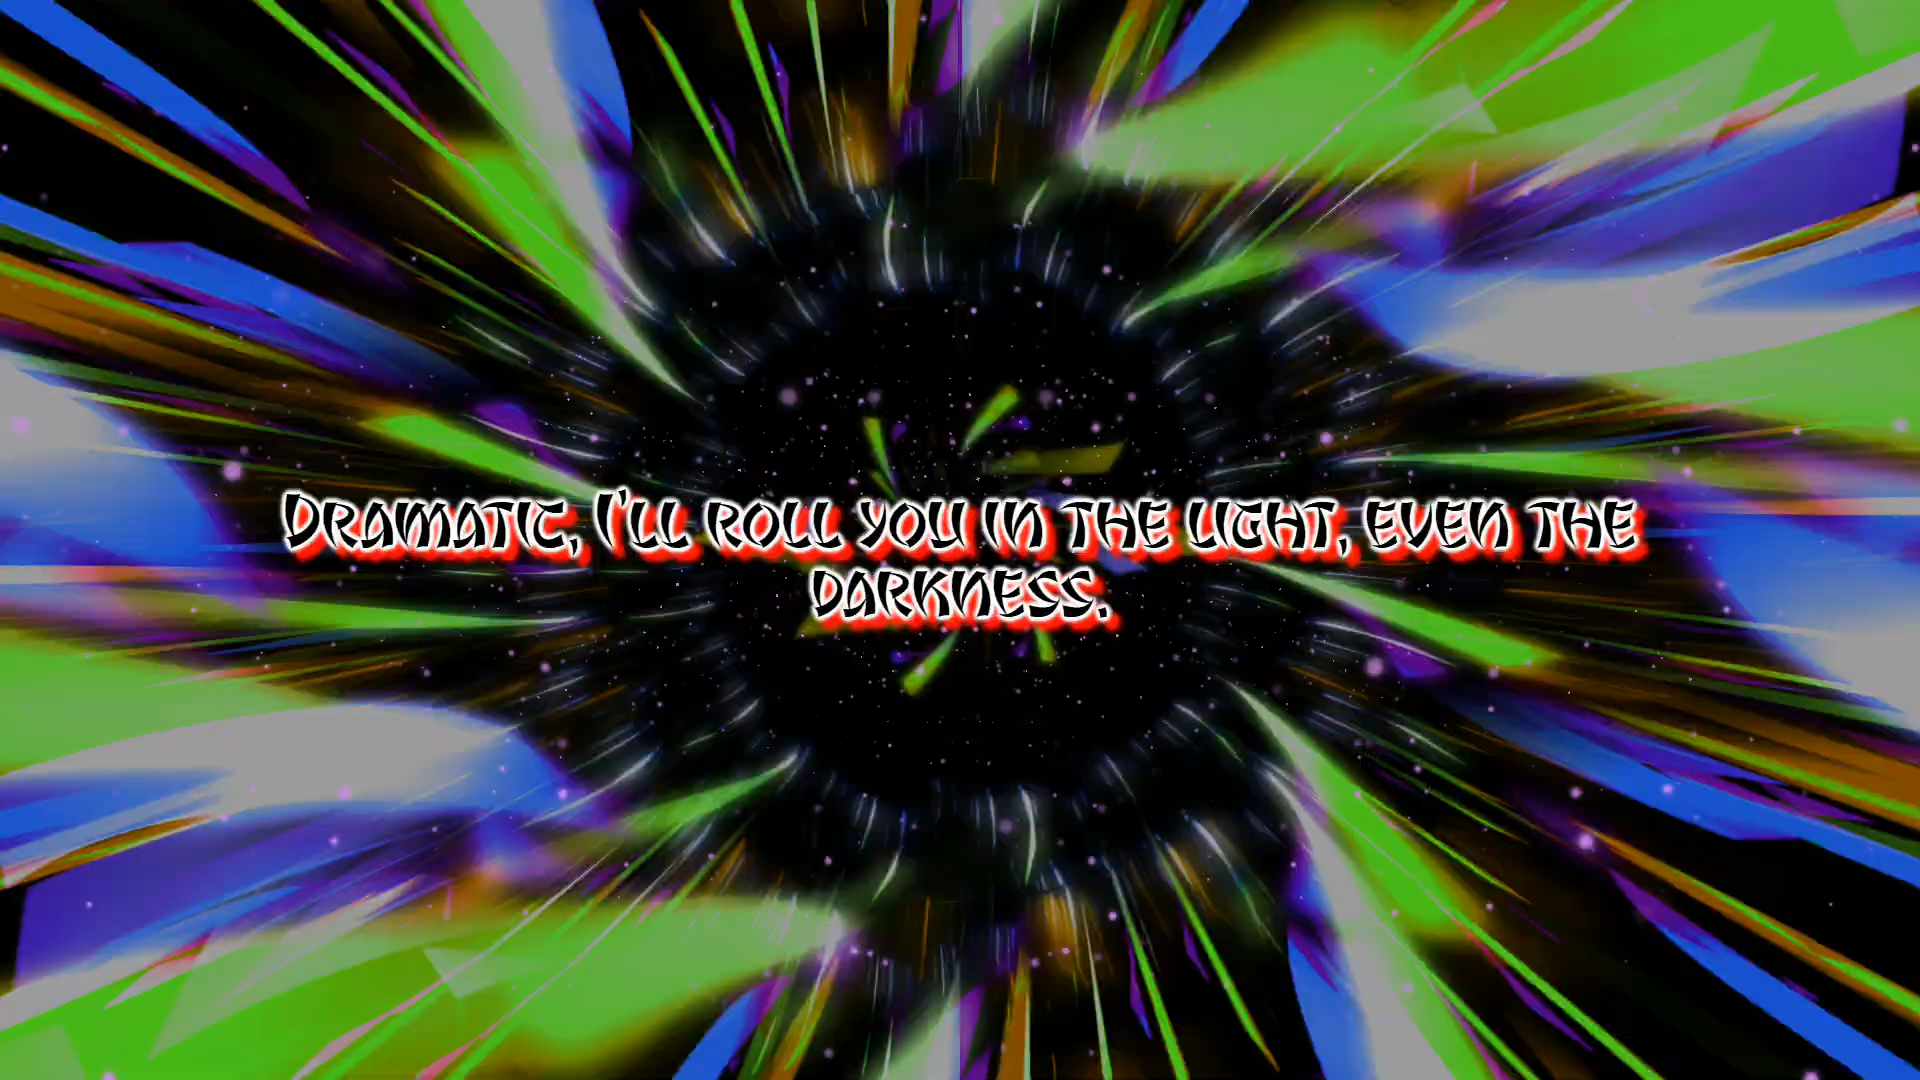 Dramatic, I'll roll you in the light, even the
darkness.